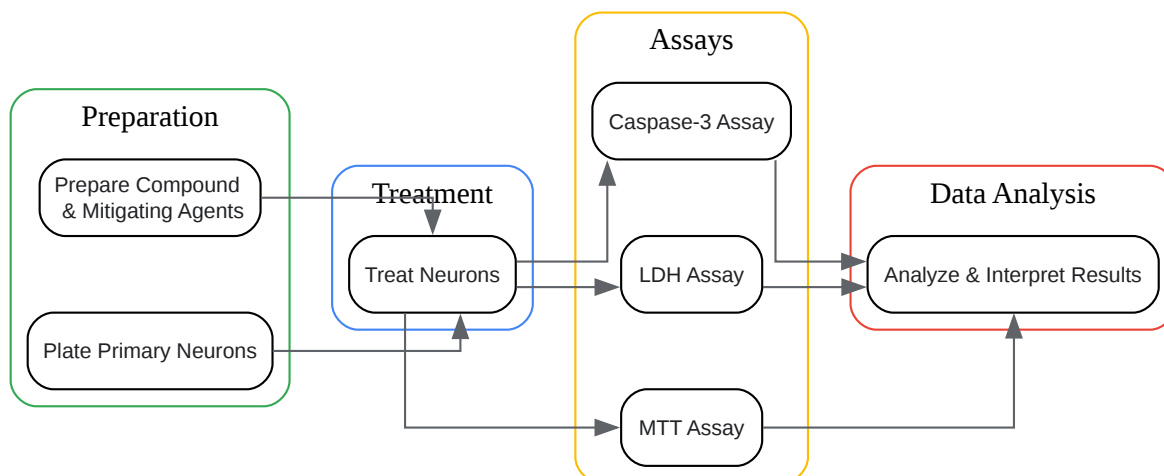 Preparation
Prepare Compound
& Mitigating Agents
Plate Primary Neurons
Treatment
Treat Neurons
Assays
Caspase-3 Assay
LDH Assay
MTT Assay
Data Analysis
Analyze & Interpret Results